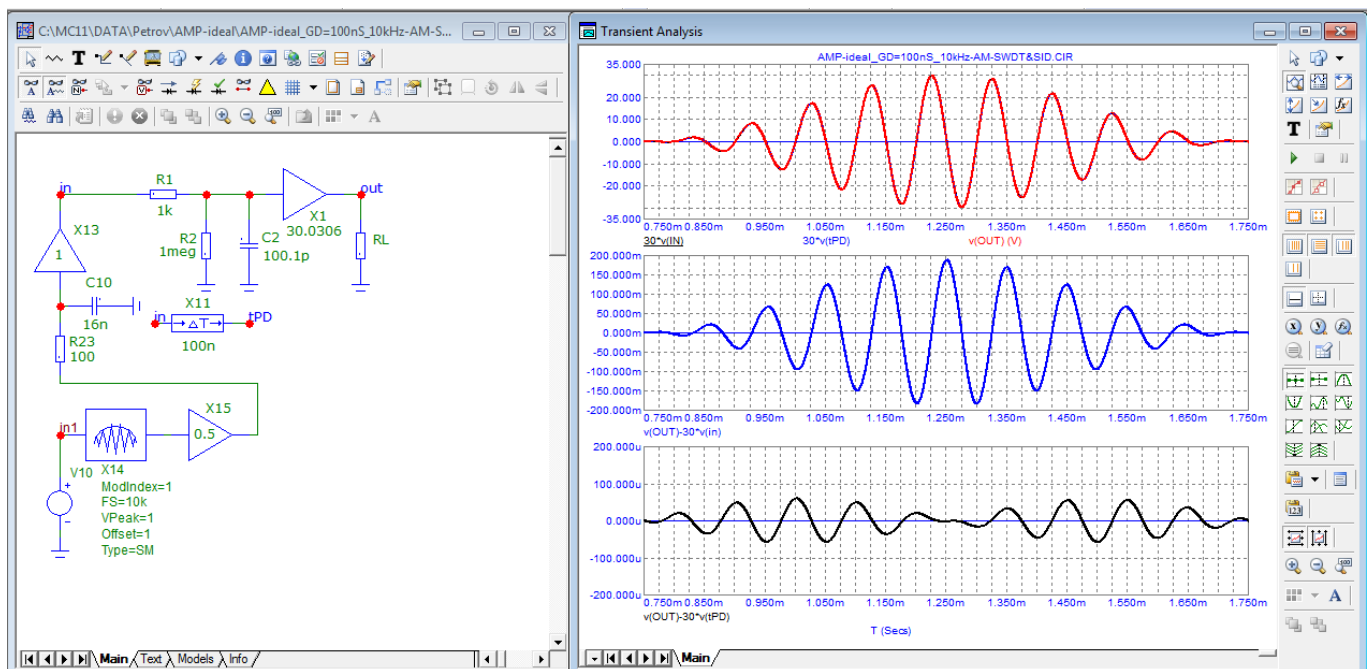 C:\MC11\DATA\Petrov\AMP-ideal\AMP-ideal_GD=100nS_10kHz-AM-S...
T
A
in
R1
1k
X1
30.0306
out
X13
1
R2
1meg
C2
100.1p
RL
C10
16n
X11
in
ΔT
tPD
100n
R23
100
in1
X15
0.5
V10
X14
ModIndex=1
FS=10k
VPeak=1
Offset=1
Type=SM
Main Text Models Info
Transient Analysis
AMP-ideal_GD=100nS_10kHz-AM-SWDT&SID.CIR
35.000
20.000
10.000
0.000
-10.000
-20.000
-35.000
0.750m 0.850m 0.950m 1.050m 1.150m 1.250m 1.350m 1.450m 1.550m 1.650m 1.750m
30*v(IN) 30*v(tPD) v(OUT) (V)
200.000m
150.000m
100.000m
50.000m
0.000m
-50.000m
-100.000m
-150.000m
-200.000m
0.750m 0.850m 0.950m 1.050m 1.150m 1.250m 1.350m 1.450m 1.550m 1.650m 1.750m
v(OUT)-30*v(in)
200.000u
100.000u
0.000u
-100.000u
-200.000u
0.750m 0.850m 0.950m 1.050m 1.150m 1.250m 1.350m 1.450m 1.550m 1.650m 1.750m
v(OUT)-30*v(tPD)
T (Secs)
Main
T
A